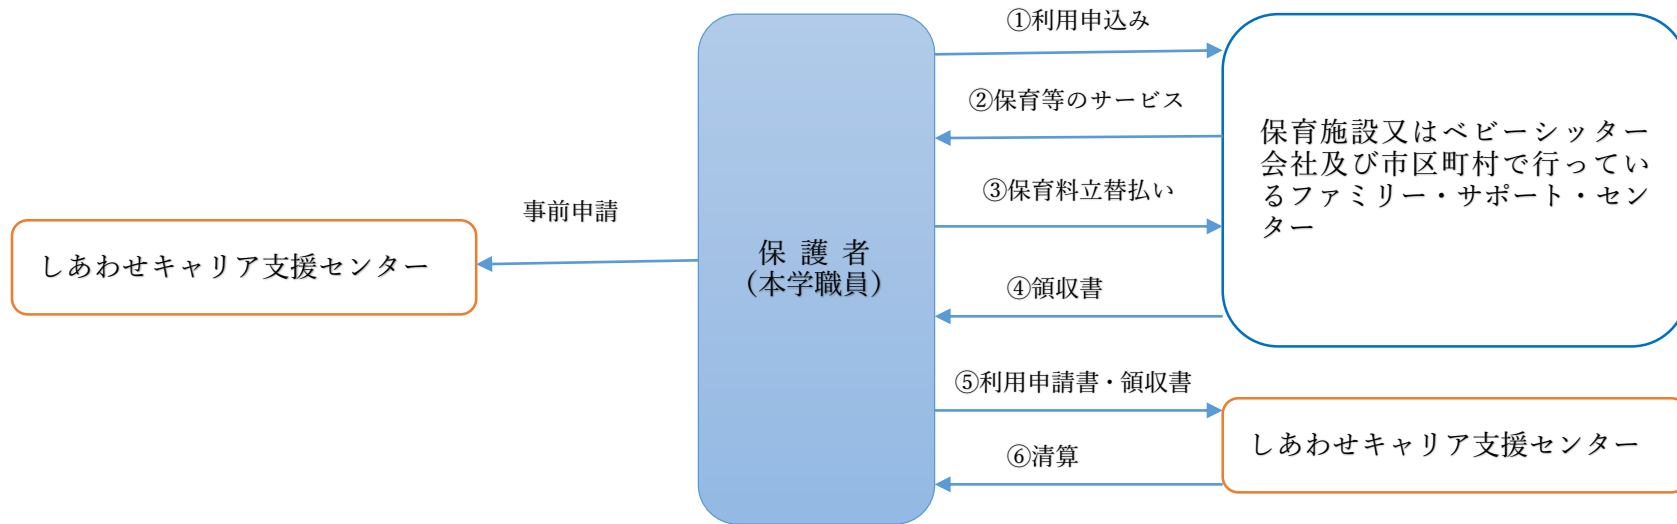 ①利用申込み
②保育等のサービス
保育施設又はベビーシッター
会社及び市区町村で行ってい
るファミリー・サポート・セン
ター
③保育料立替払い
事前申請
しあわせキャリア支援センター
保 護 者
(本学職員)
④領収書
⑤利用申請書・領収書
しあわせキャリア支援センター
⑥清算